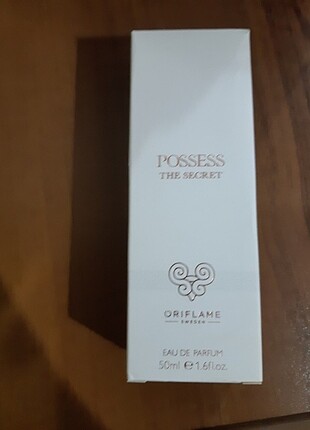 POSSESS
THE SECRET
ORIFLAME
SWEDEN
EAU DE PARFUM
50ml ℮ 1.6fl.oz.